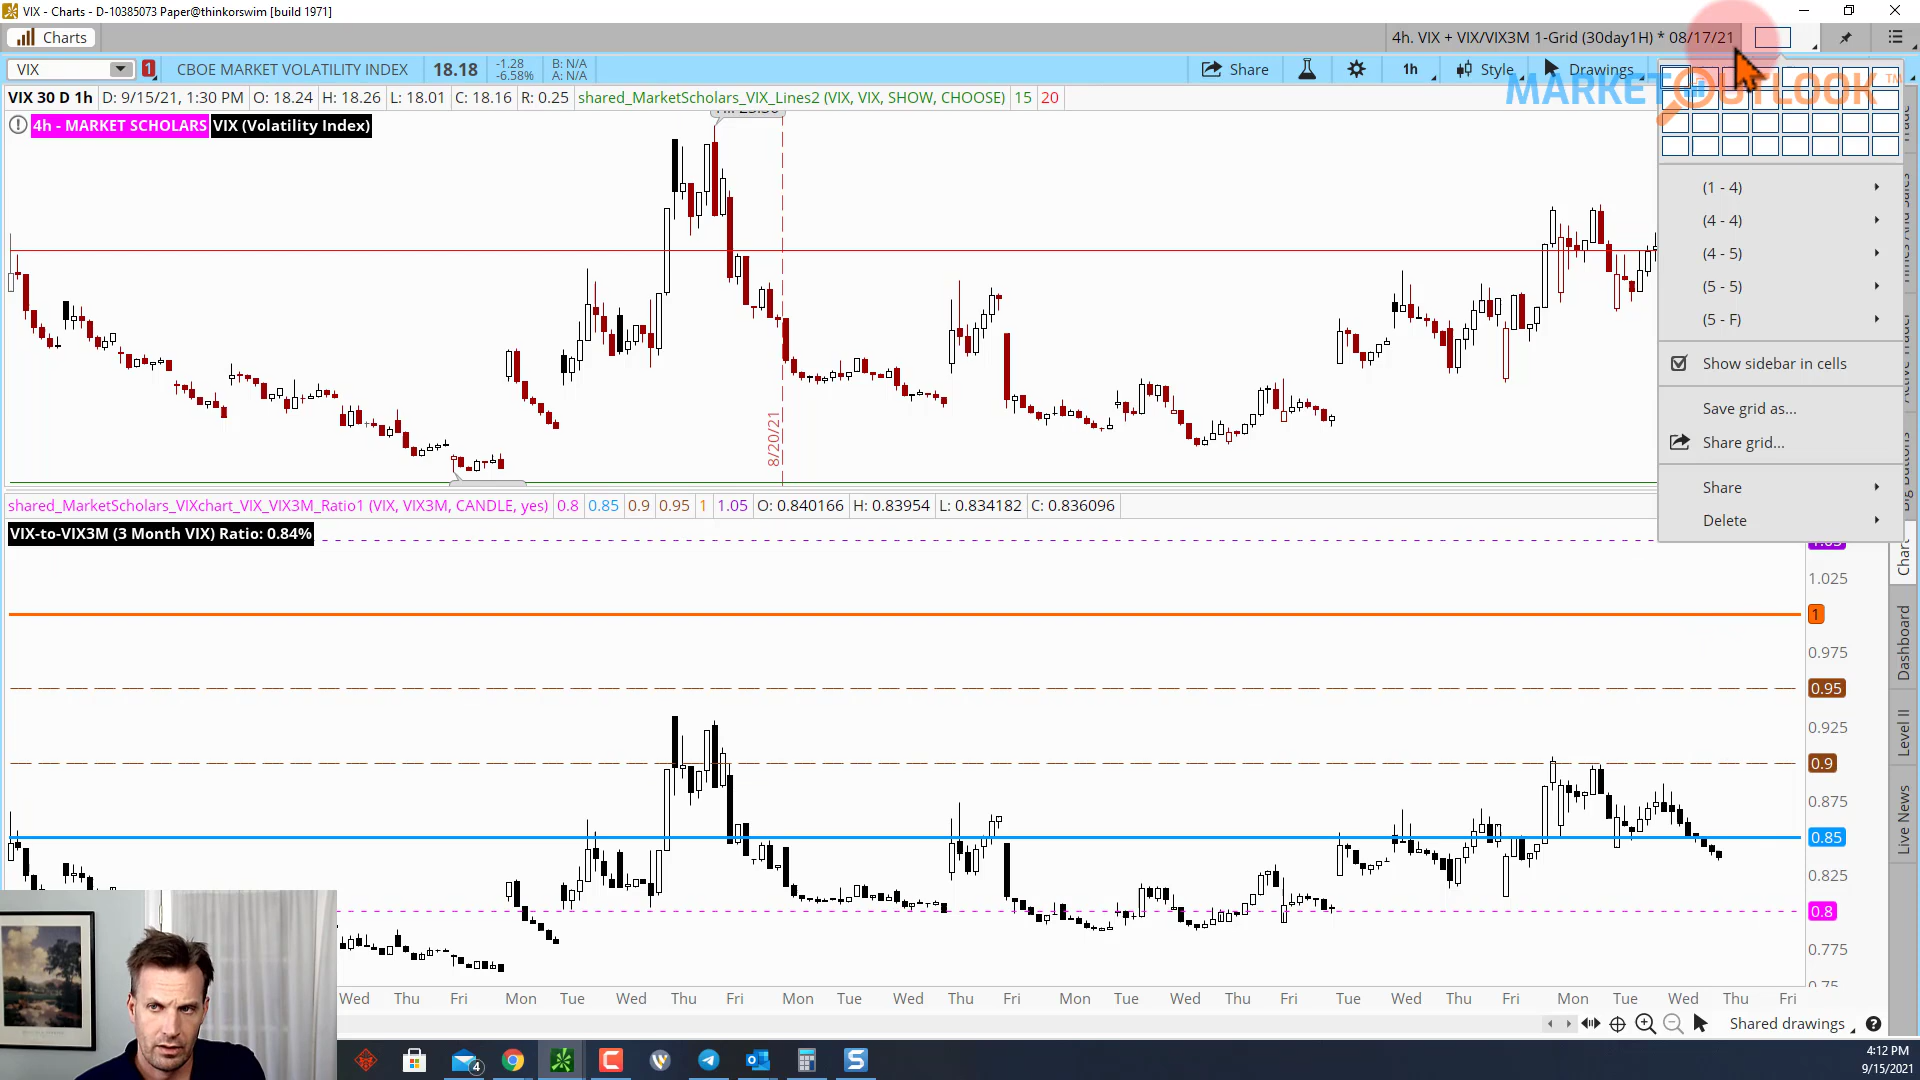 VIX - Charts - D-10385073 Paper@thinkorswim [build 1971]
Charts
4h. VIX + VIX/VIX3M 1-Grid (30day1H) * 08/17/21
VIX
1
CBOE MARKET VOLATILITY INDEX
18.18
-1.28
-6.58%
B: N/A
A: N/A
Share
1h
Style
Drawings
MARKET OUTLOOK TM
VIX 30 D 1h
D: 9/15/21, 1:30 PM
O: 18.24
H: 18.26
L: 18.01
C: 18.16
R: 0.25
shared_MarketScholars_VIX_Lines2 (VIX, VIX, SHOW, CHOOSE)
15
20
4h - MARKET SCHOLARS
VIX (Volatility Index)
8/20/21
(1 - 4)
(4 - 4)
(4 - 5)
(5 - 5)
(5 - F)
Show sidebar in cells
Save grid as...
Share grid...
Share
Delete
shared_MarketScholars_VIXchart_VIX_VIX3M_Ratio1 (VIX, VIX3M, CANDLE, yes)
0.8
0.85
0.9
0.95
1
1.05
O: 0.840166
H: 0.83954
L: 0.834182
C: 0.836096
VIX-to-VIX3M (3 Month VIX) Ratio: 0.84%
1.025
1
0.975
0.95
0.925
0.9
0.875
0.85
0.825
0.8
0.775
0.75
Dashboard
Level II
Live News
Wed Thu Fri Mon Tue Wed Thu Fri Mon Tue Wed Thu Fri Mon Tue Wed Thu Fri Tue Wed Thu Fri Mon Tue Wed Thu Fri
Shared drawings
4
4:12 PM
9/15/2021